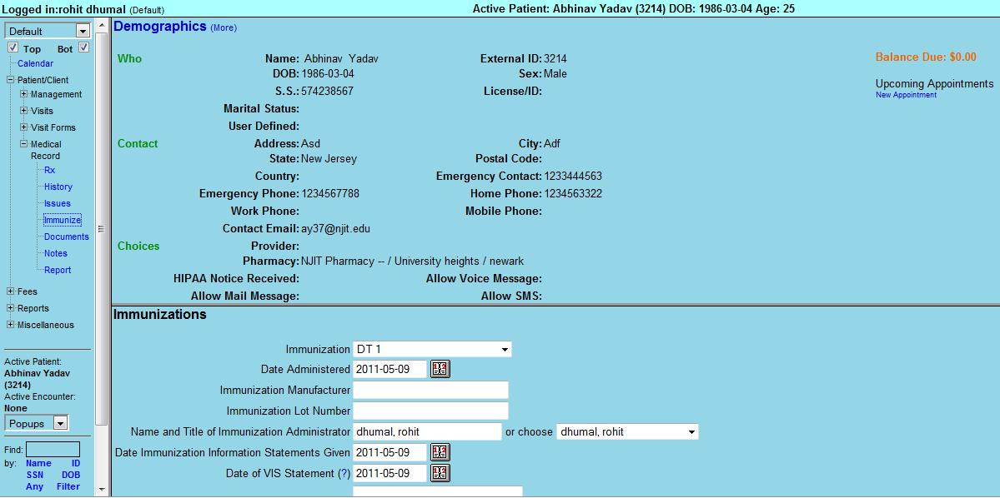 Logged in:rohit dhumal (Default)
Active Patient: Abhinav Yadav (3214) DOB: 1986-03-04 Age: 25
Default
Top Bot
Calendar
Patient/Client
Management
Visits
Visit Forms
Medical
Record
Rx
History
Issues
Immunize
Documents
Notes
Report
Fees
Reports
Miscellaneous
Active Patient:
Abhinav Yadav
(3214)
Active Encounter:
None
Popups
Find:
by: Name ID
SSN DOB
Any Filter
Demographics (More)
Who Name: Abhinav Yadav External ID: 3214
DOB: 1986-03-04 Sex: Male
S.S.: 574238567 License/ID:
Marital Status:
User Defined:
Contact Address: Asd City: Adf
State: New Jersey Postal Code:
Country: Emergency Contact: 1233444563
Emergency Phone: 1234567788 Home Phone: 1234563322
Work Phone: Mobile Phone:
Contact Email: ay37@njit.edu
Choices Provider:
Pharmacy: NJIT Pharmacy -- / University heights / newark
HIPAA Notice Received: Allow Voice Message:
Allow Mail Message: Allow SMS:
Balance Due: $0.00
Upcoming Appointments
New Appointment
Immunizations
Immunization DT 1
Date Administered 2011-05-09
Immunization Manufacturer
Immunization Lot Number
Name and Title of Immunization Administrator dhumal, rohit or choose dhumal, rohit
Date Immunization Information Statements Given 2011-05-09
Date of VIS Statement (?) 2011-05-09